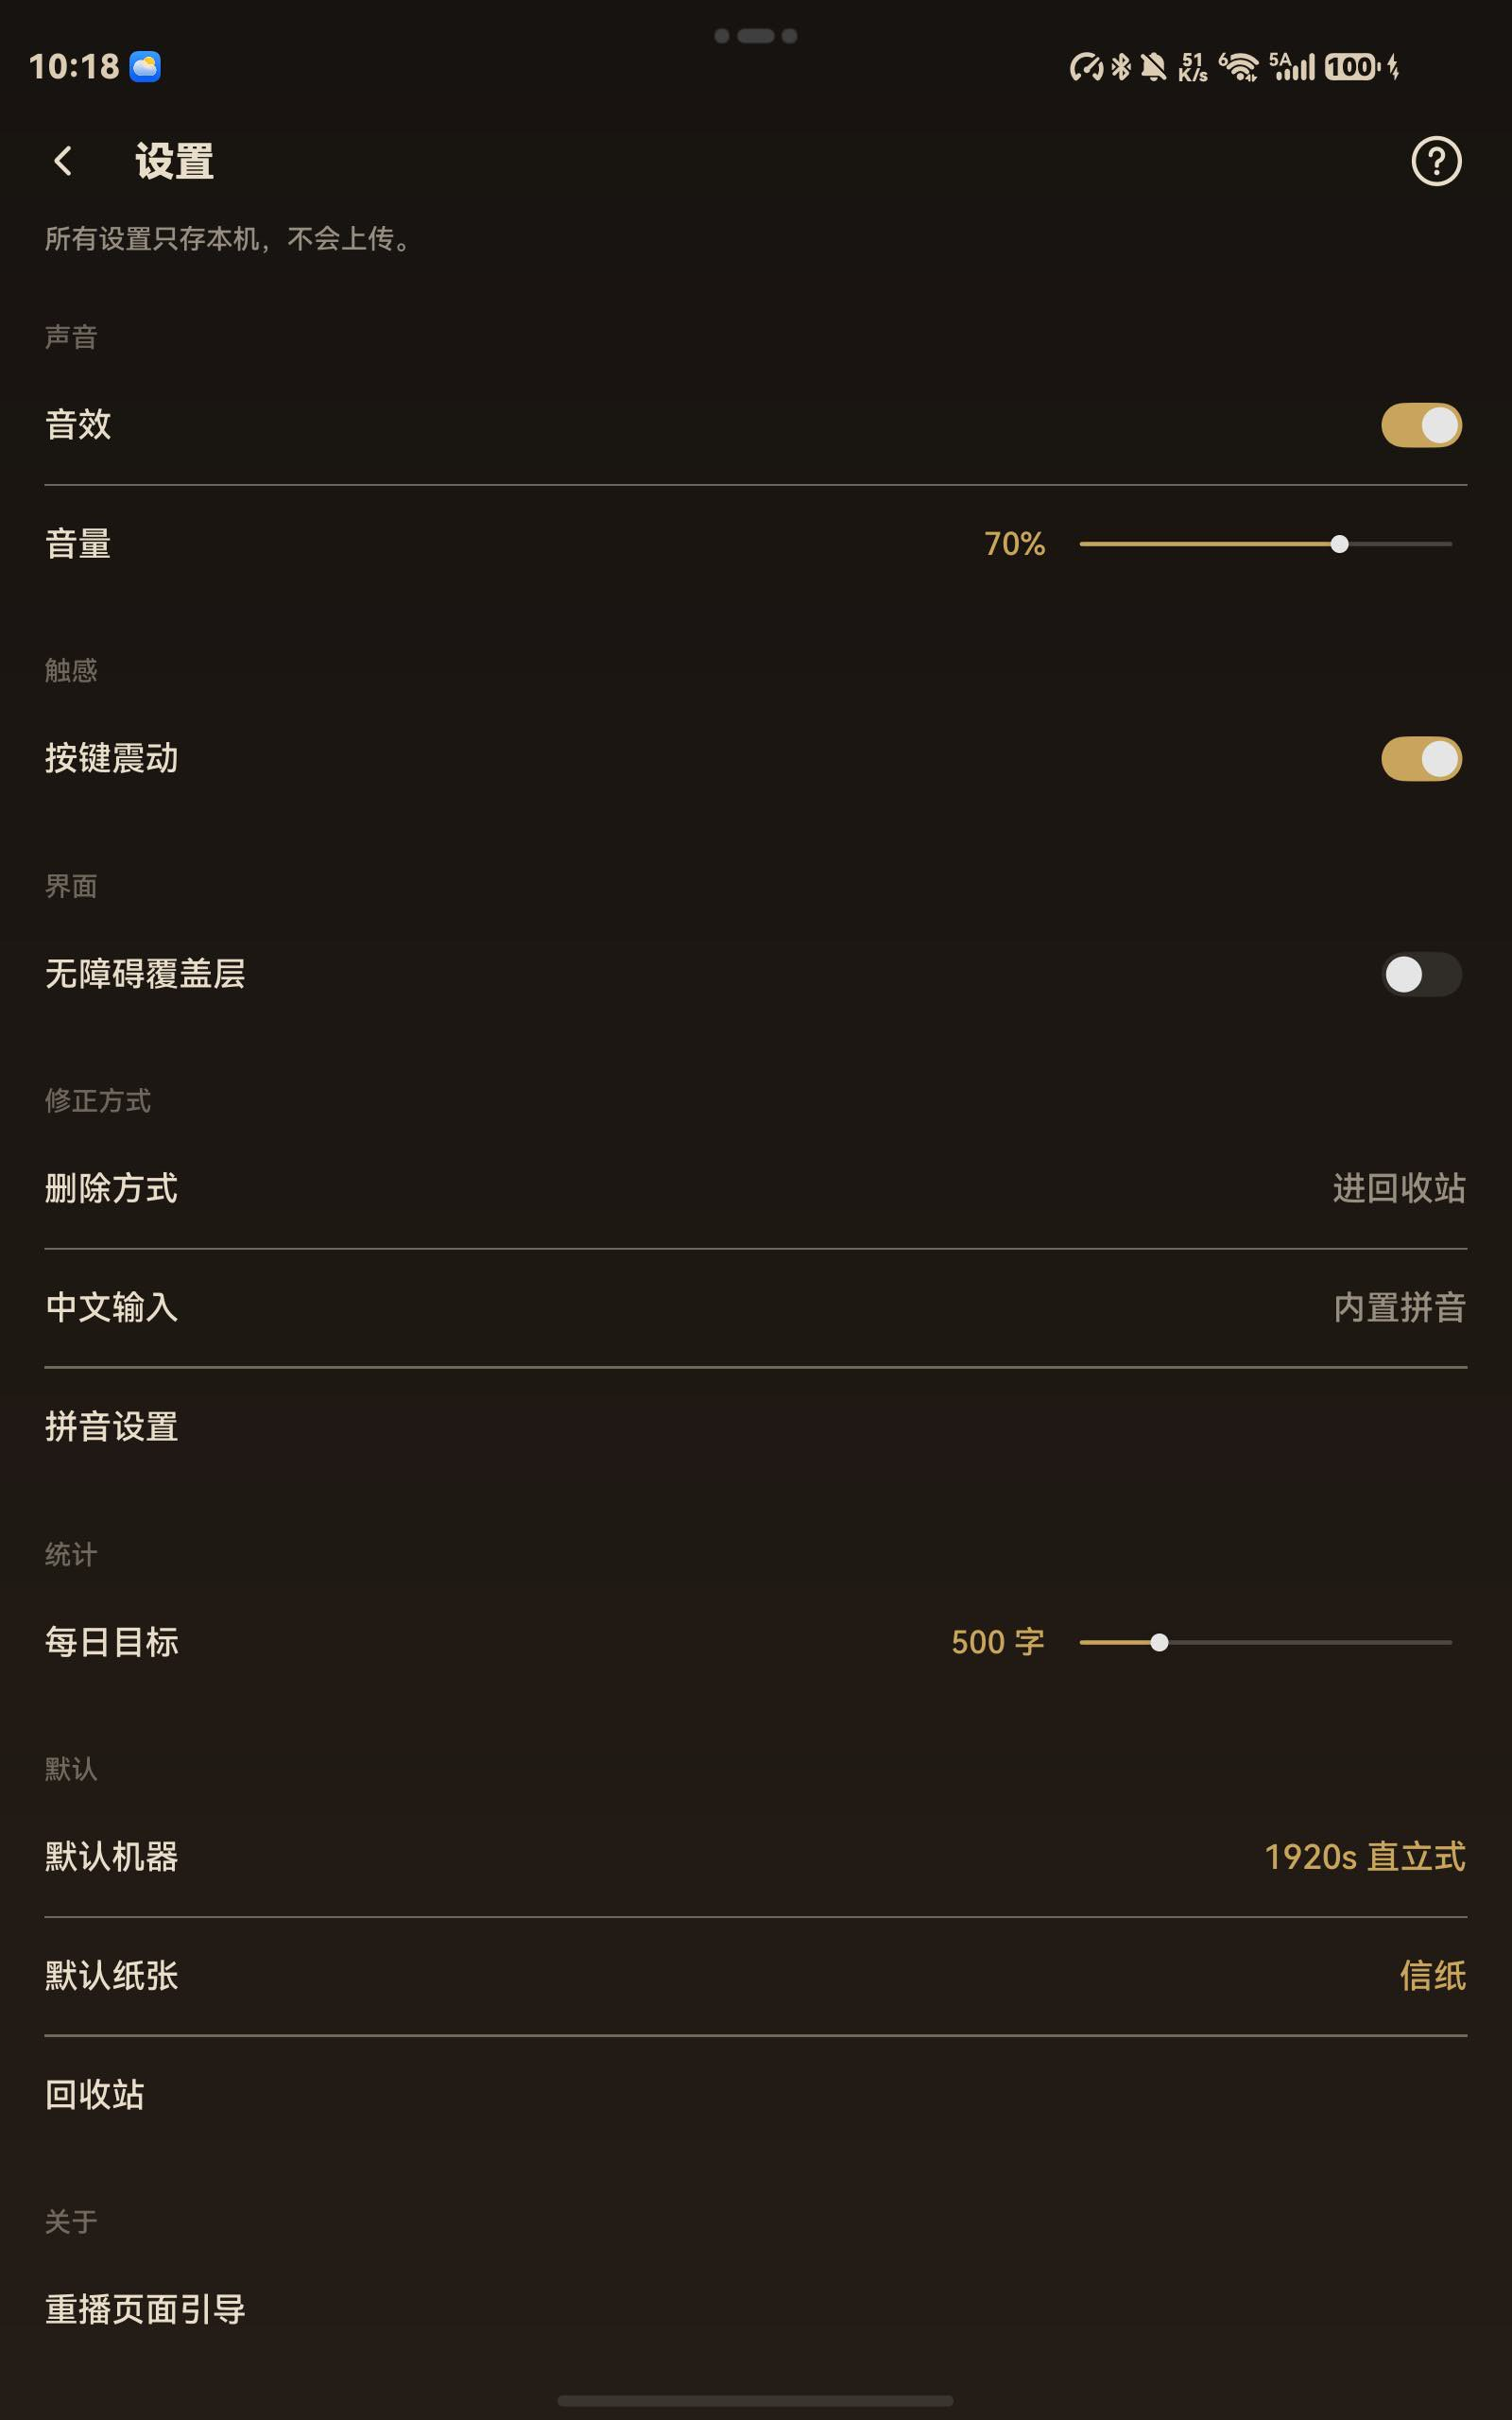 10:18
51 K/s 6 5A 100
设置
所有设置只存本机，不会上传。
声音
音效
音量 70%
触感
按键震动
界面
无障碍覆盖层
修正方式
删除方式 进回收站
中文输入 内置拼音
拼音设置
统计
每日目标 500 字
默认
默认机器 1920s 直立式
默认纸张 信纸
回收站
关于
重播页面引导